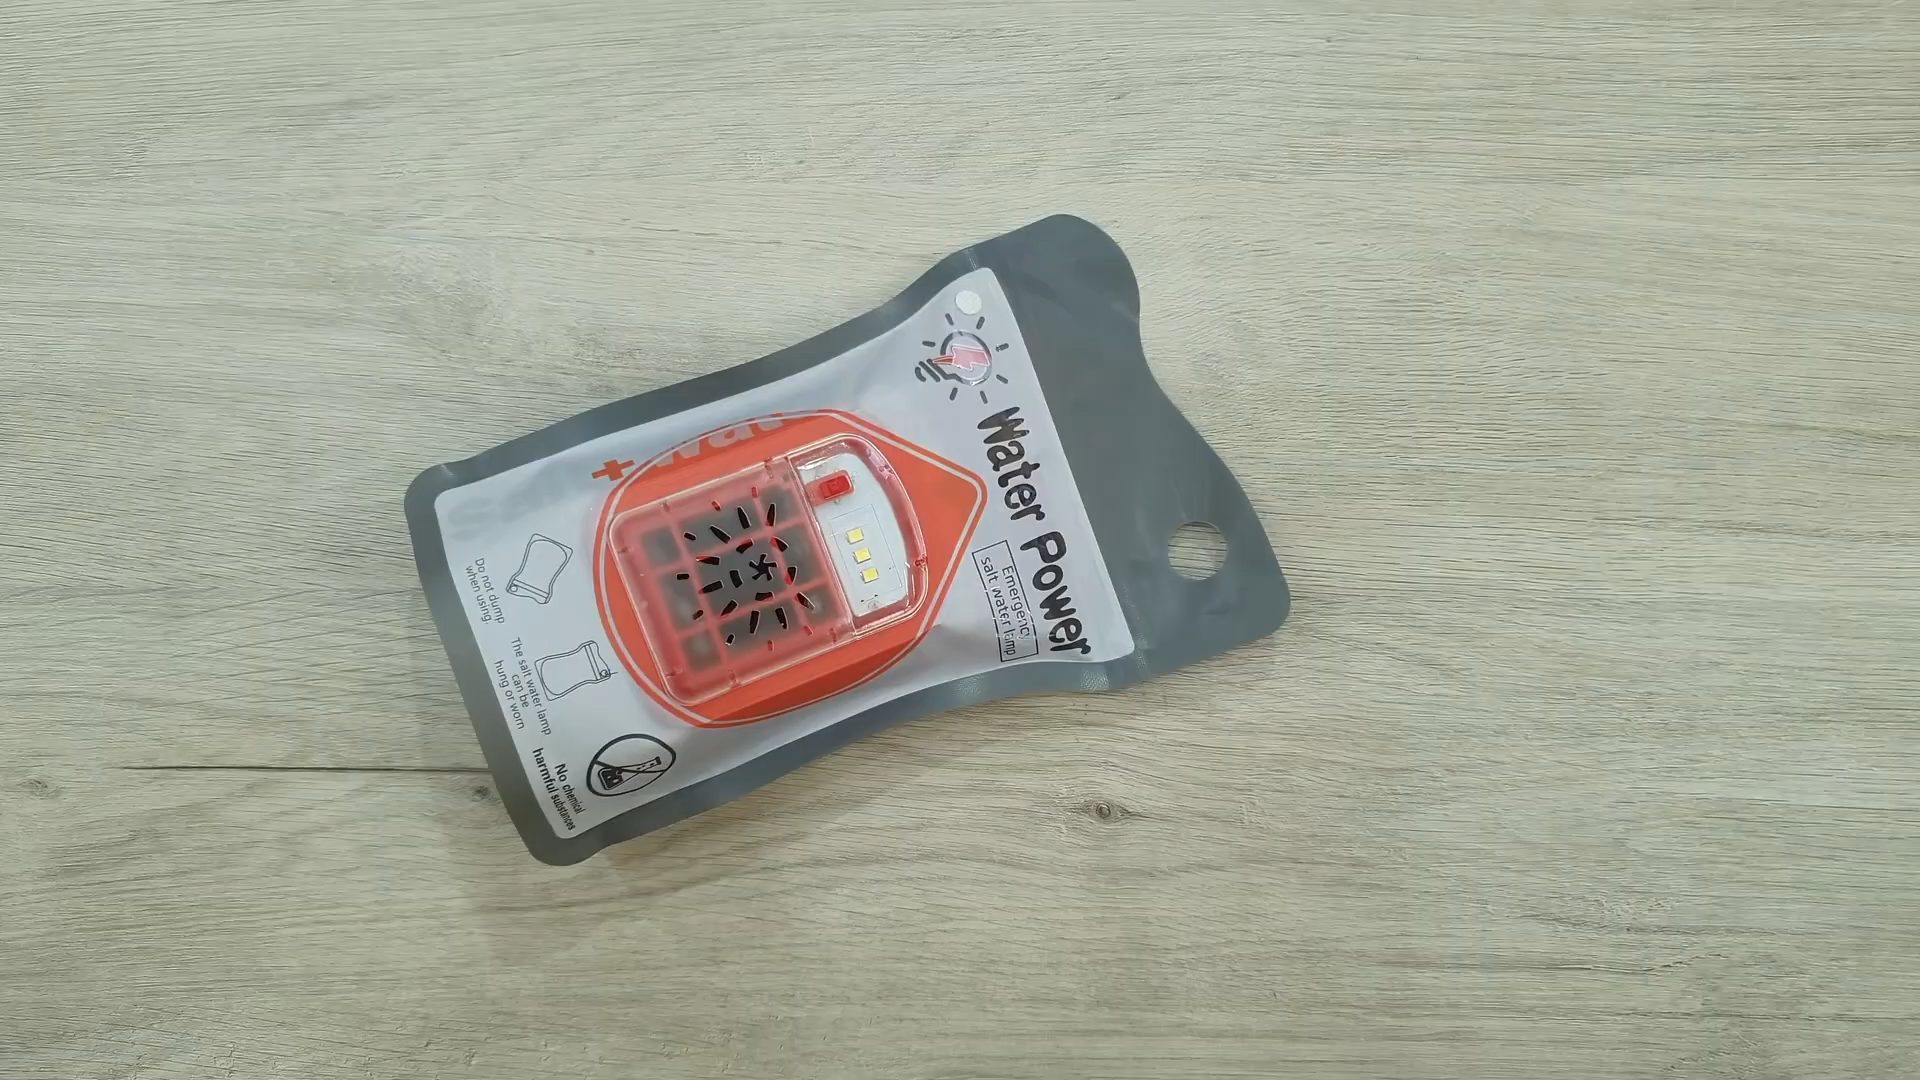 Water Power
Emergency
salt water lamp
+ wat
Do not dump
when using.
The salt water lamp
can be
hung or worn
No chemical
harmful substances